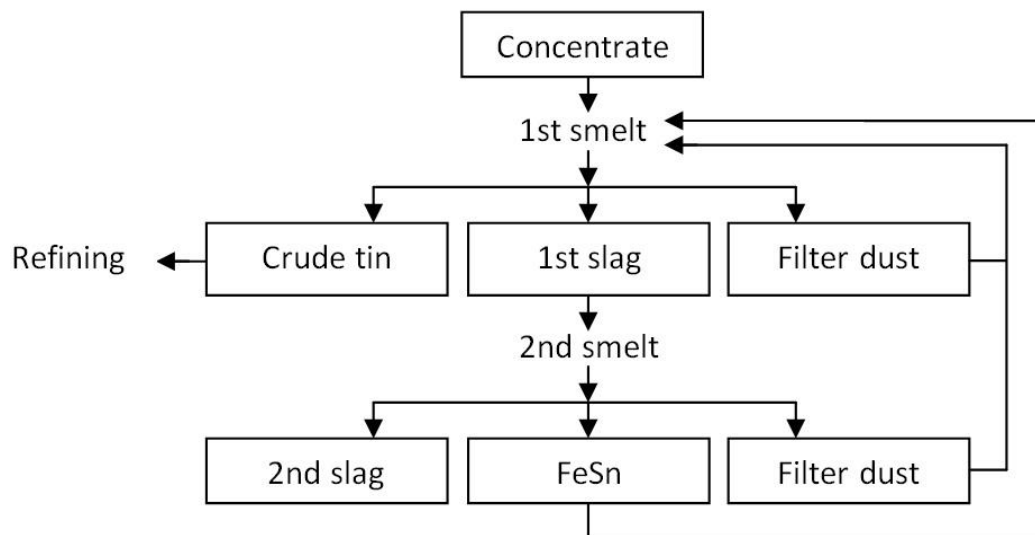 Concentrate
1st smelt
Refining
Crude tin
1st slag
Filter dust
2nd smelt
2nd slag
FeSn
Filter dust